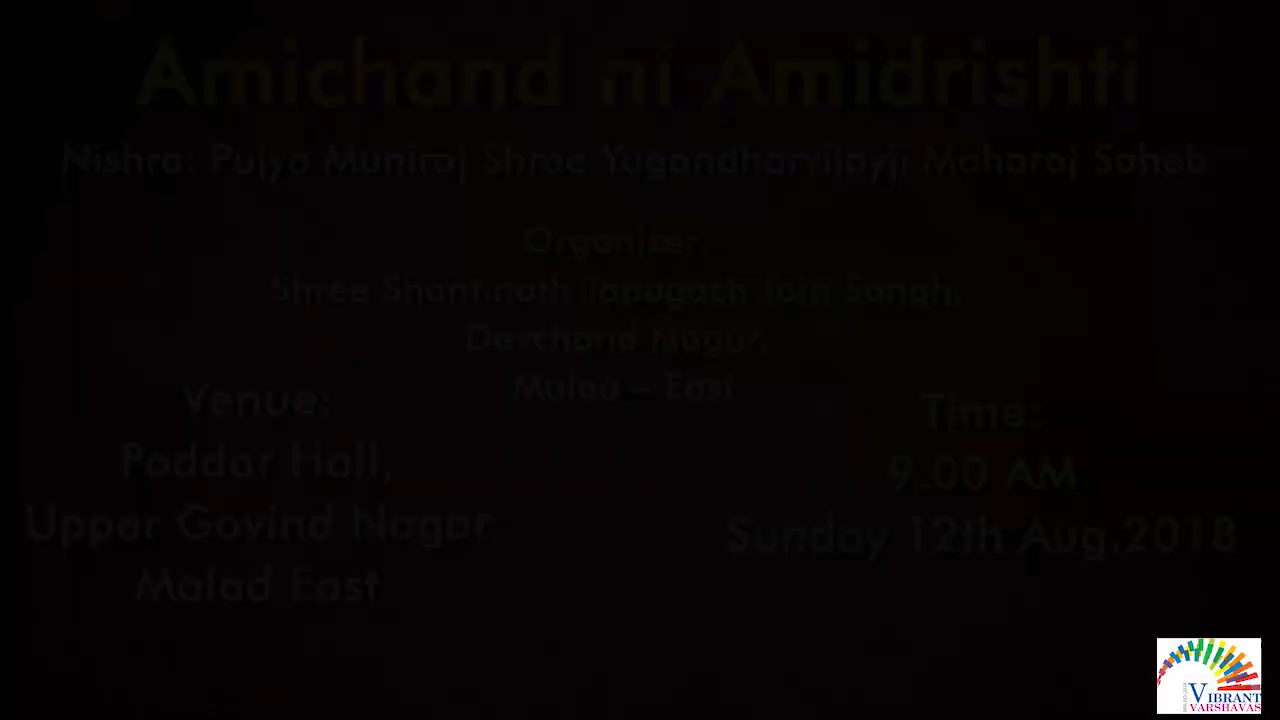 Amichand ni Amidrishti
Nishra: Pujya Muniraj Shree Yugandharvijayji Maharaj Saheb
Organizer:
Shree Shantinath Tapagach Jain Sangh,
Devchand Nagar,
Malad – East
Venue:
Poddar Hall,
Upper Govind Nagar
Malad East
Time:
9.00 AM
Sunday 12th Aug.2018
VIBRANT
VARSHAVAS